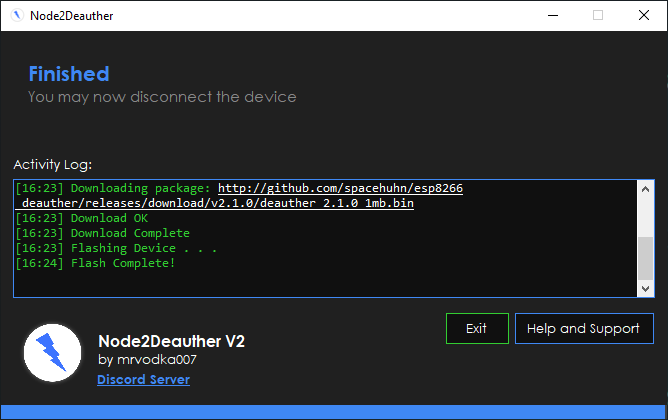 Node2Deauther
Finished
You may now disconnect the device
Activity Log:
[16:23] Downloading package: http://github.com/spacehuhn/esp8266
_deauther/releases/download/v2.1.0/deauther_2.1.0_1mb.bin
[16:23] Download OK
[16:23] Download Complete
[16:23] Flashing Device . . .
[16:24] Flash Complete!
Exit
Help and Support
Node2Deauther V2
by mrvodka007
Discord Server